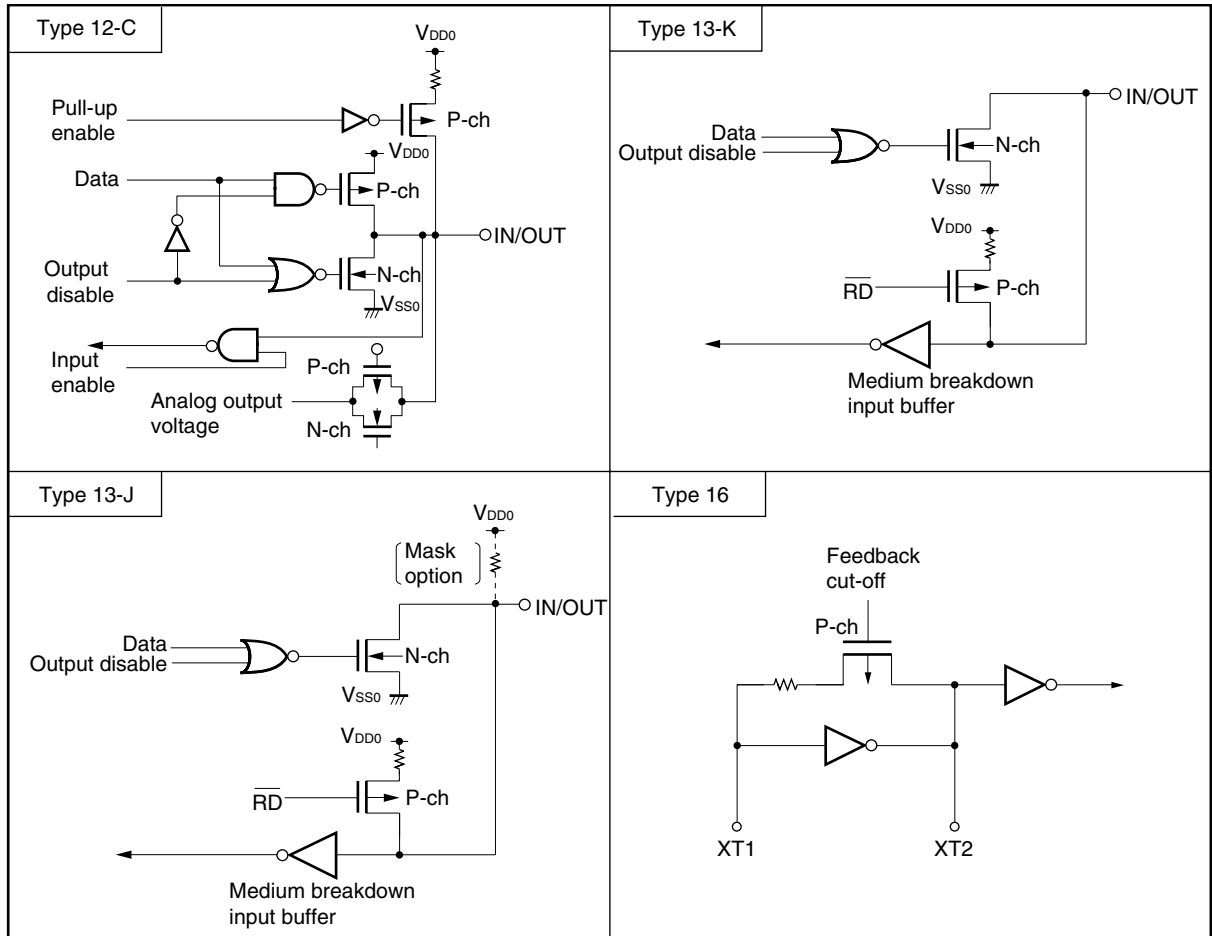 Type 12-C
VDD0
Pull-up
enable
P-ch
VDD0
Data
P-ch
IN/OUT
Output
disable
N-ch
VSS0
Input
enable
P-ch
Analog output
voltage
N-ch
Type 13-K
IN/OUT
Data
Output disable
N-ch
VSS0
VDD0
RD
P-ch
Medium breakdown
input buffer
Type 13-J
VDD0
Mask
option
IN/OUT
Data
Output disable
N-ch
VSS0
VDD0
RD
P-ch
Medium breakdown
input buffer
Type 16
Feedback
cut-off
P-ch
XT1
XT2